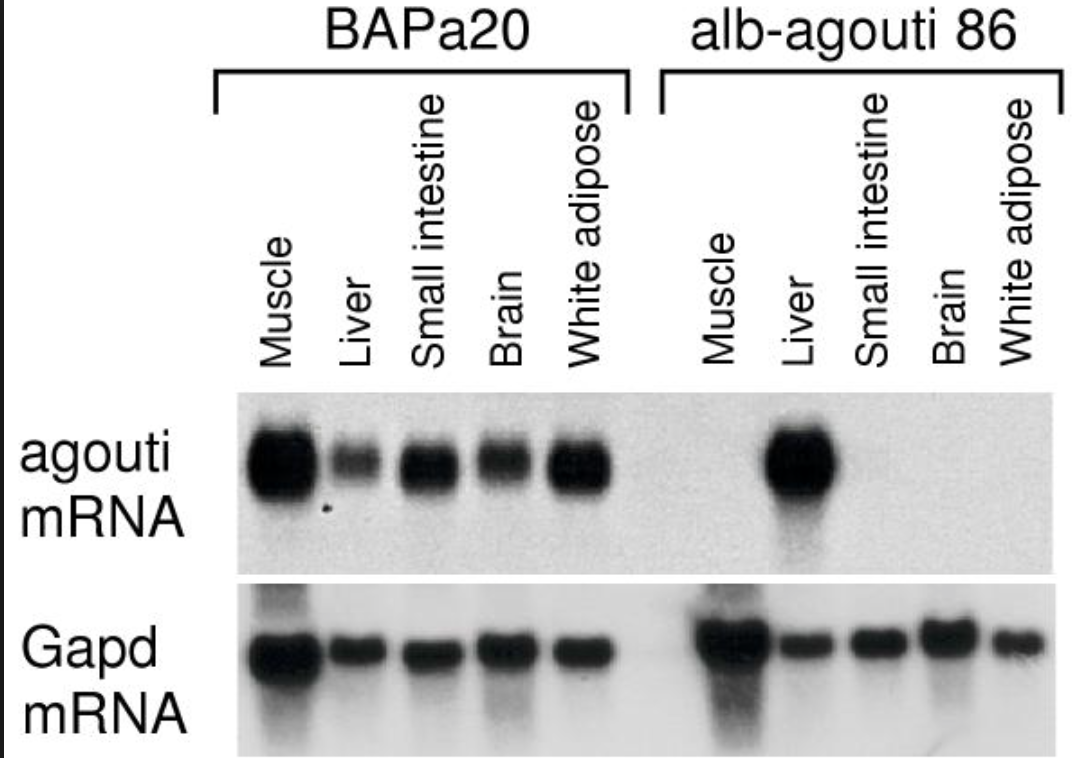 BAPa20
alb-agouti 86
Muscle
Liver
Small intestine
Brain
White adipose
Muscle
Liver
Small intestine
Brain
White adipose
agouti
mRNA
Gapd
mRNA